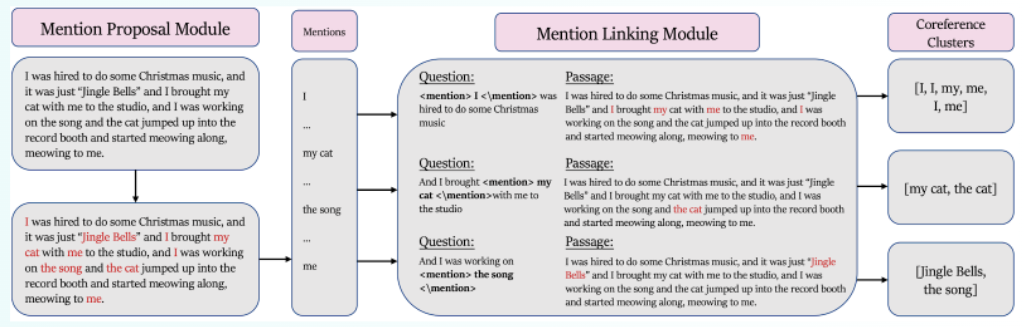 Mention Proposal Module
I was hired to do some Christmas music, and
it was just “Jingle Bells” and I brought my
cat with me to the studio, and I was working
on the song and the cat jumped up into the
record booth and started meowing along,
meowing to me.
I was hired to do some Christmas music, and
it was just “Jingle Bells” and I brought my
cat with me to the studio, and I was working
on the song and the cat jumped up into the
record booth and started meowing along,
meowing to me.
Mentions
I
...
my cat
...
the song
...
me
Mention Linking Module
Question:
<mention> I <\mention> was
hired to do some Christmas
music
Passage:
I was hired to do some Christmas music, and it was just “Jingle
Bells” and I brought my cat with me to the studio, and I was
working on the song and the cat jumped up into the record booth
and started meowing along, meowing to me.
Question:
And I brought <mention> my
cat <\mention>with me to
the studio
Passage:
I was hired to do some Christmas music, and it was just “Jingle
Bells” and I brought my cat with me to the studio, and I was
working on the song and the cat jumped up into the record booth
and started meowing along, meowing to me.
Question:
And I was working on
<mention> the song
<\mention>
Passage:
I was hired to do some Christmas music, and it was just “Jingle
Bells” and I brought my cat with me to the studio, and I was
working on the song and the cat jumped up into the record booth
and started meowing along, meowing to me.
Coreference
Clusters
[I, I, my, me,
I, me]
[my cat, the cat]
[Jingle Bells,
the song]